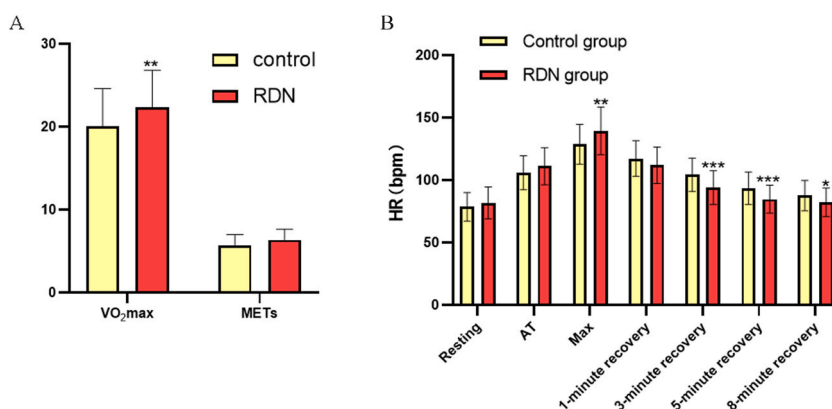 A
30
20
10
0
**
control
RDN
VO₂max
METs
B
HR (bpm)
200
150
100
50
0
Control group
RDN group
**
***
***
*
Resting
AT
Max
1-minute recovery
3-minute recovery
5-minute recovery
8-minute recovery